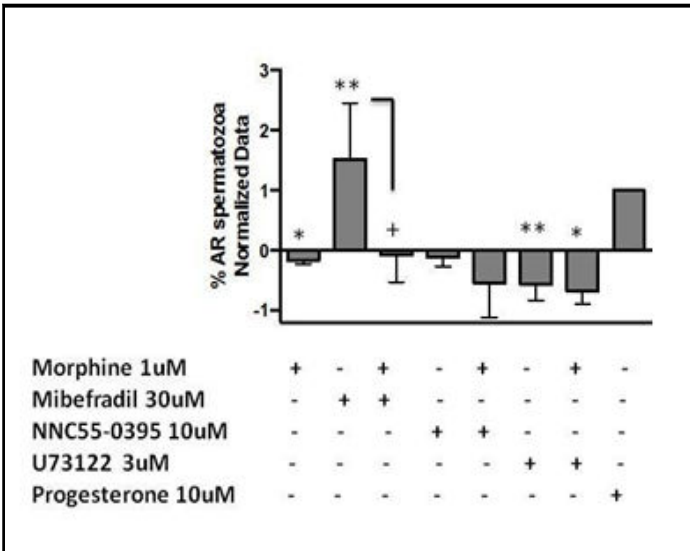 % AR spermatozoa
Normalized Data
3
**
2
1
* + ** *
0
-1
Morphine 1uM + - + - + - + -
Mibefradil 30uM - + + - - - - -
NNC55-0395 10uM - - - + + - - -
U73122 3uM - - - - - + + -
Progesterone 10uM - - - - - - - +